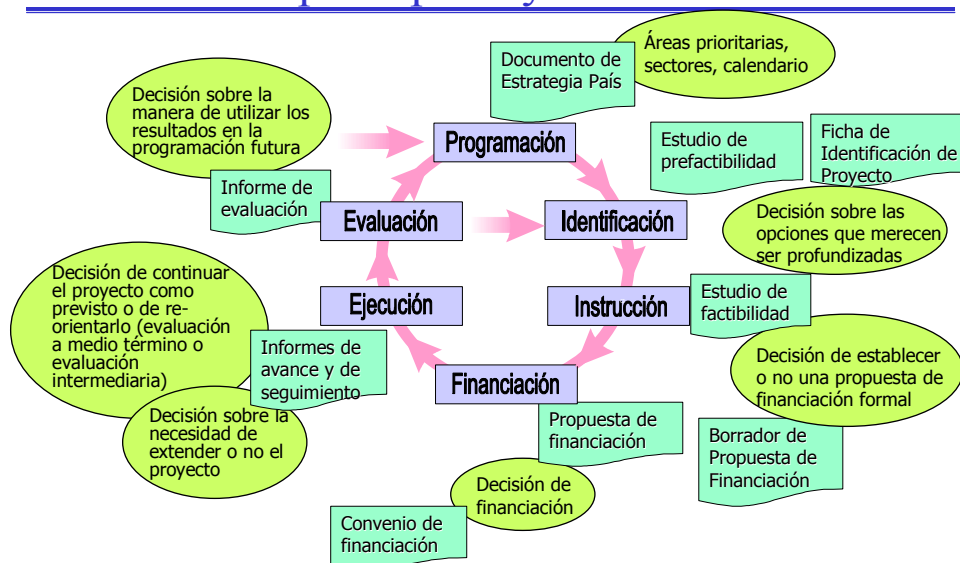 Áreas prioritarias,
sectores, calendario
Documento de
Estrategia País
Decisión sobre la
manera de utilizar los
resultados en la
programación futura
Programación
Estudio de
prefactibilidad
Ficha de
Identificación de
Proyecto
Informe de
evaluación
Evaluación
Identificación
Decisión sobre las
opciones que merecen
ser profundizadas
Decisión de continuar
el proyecto como
previsto o de re-
orientarlo (evaluación
a medio término o
evaluación
intermediaria)
Ejecución
Instrucción
Estudio de
factibilidad
Informes de
avance y de
seguimiento
Financiación
Decisión de establecer
o no una propuesta de
financiación formal
Decisión sobre la
necesidad de
extender o no el
proyecto
Propuesta de
financiación
Borrador de
Propuesta de
Financiación
Decisión de
financiación
Convenio de
financiación